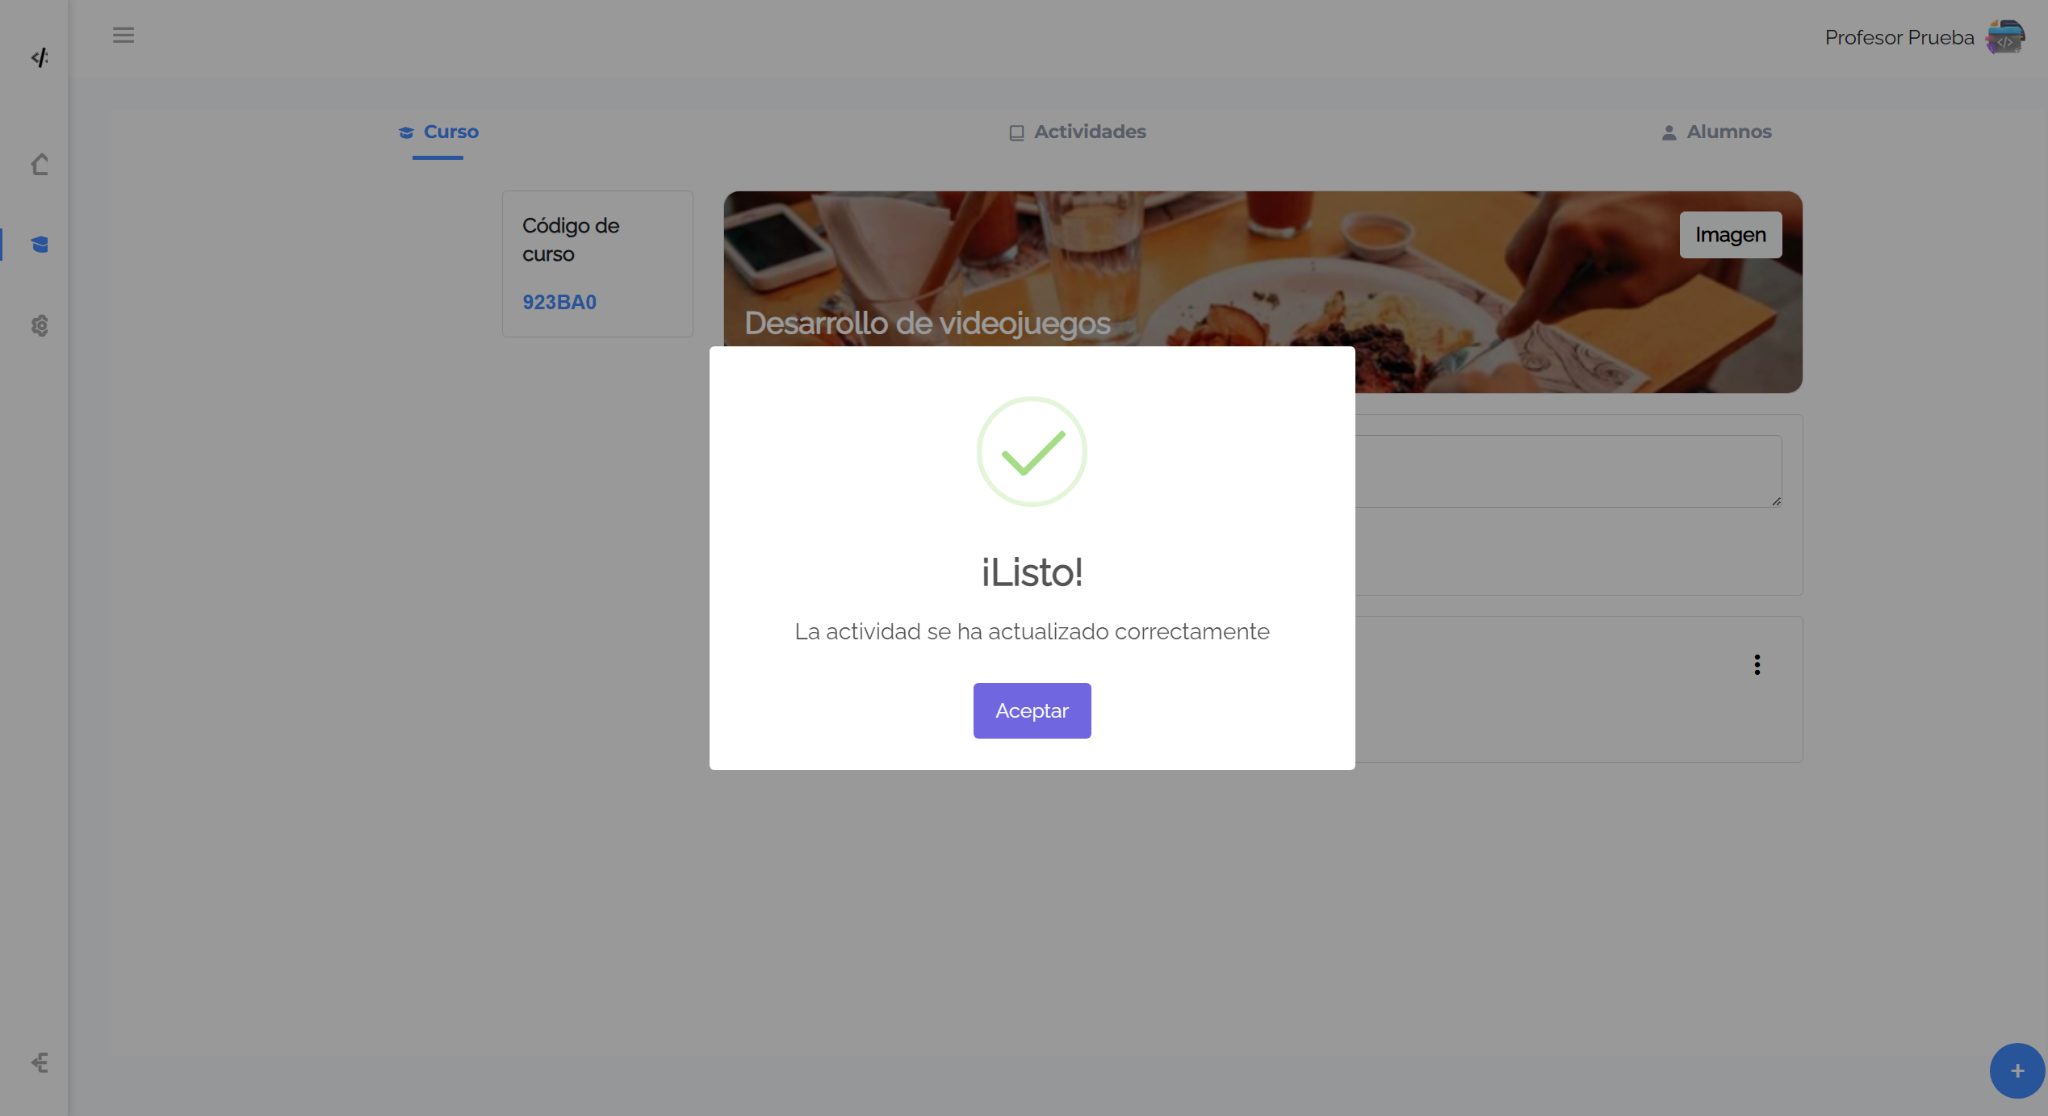 Profesor Prueba
Curso
Actividades
Alumnos
Código de
curso
923BA0
Imagen
Desarrollo de videojuegos
¡Listo!
La actividad se ha actualizado correctamente
Aceptar